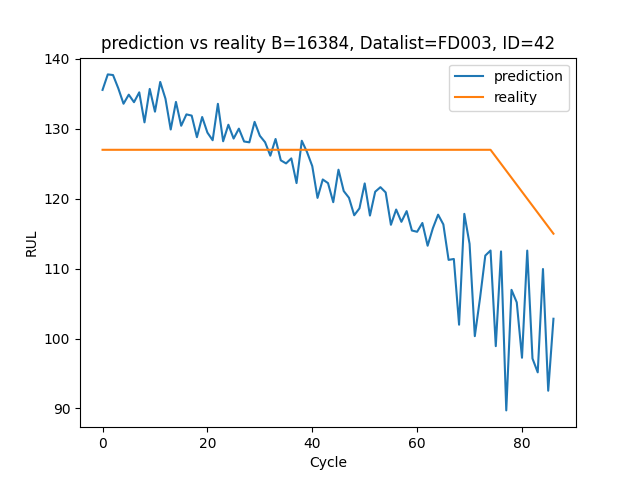 prediction vs reality B=16384, Datalist=FD003, ID=42
140
130
120
110
100
90
RUL
prediction
reality
0
20
40
60
80
Cycle